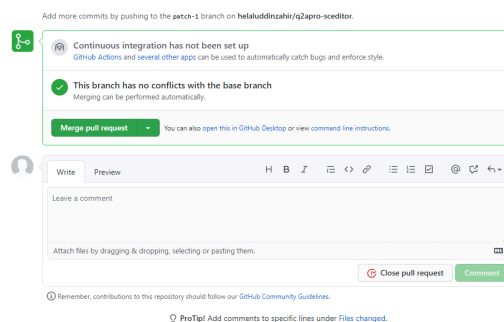 Add more commits by pushing to the patch-1 branch on helaluddinzahir/q2apro-sceditor.
Continuous integration has not been set up
GitHub Actions and several other apps can be used to automatically catch bugs and enforce style.
This branch has no conflicts with the base branch
Merging can be performed automatically.
Merge pull request You can also open this in GitHub Desktop or view command line instructions.
Write Preview H B I @
Leave a comment
Attach files by dragging & dropping, selecting or pasting them.
Close pull request Comment
Remember, contributions to this repository should follow our GitHub Community Guidelines.
ProTip! Add comments to specific lines under Files changed.